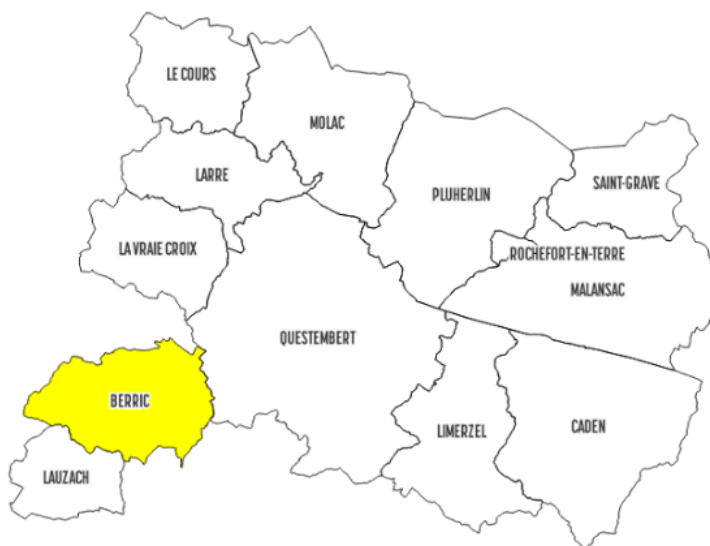 LE COURS
MOLAC
LARRE
PLUHERLIN
SAINT-GRAVE
LA VRAIE CROIX
ROCHEFORT-EN-TERRE
MALANSAC
QUESTEMBERT
BERRIC
LIMERZEL
CADEN
LAUZACH